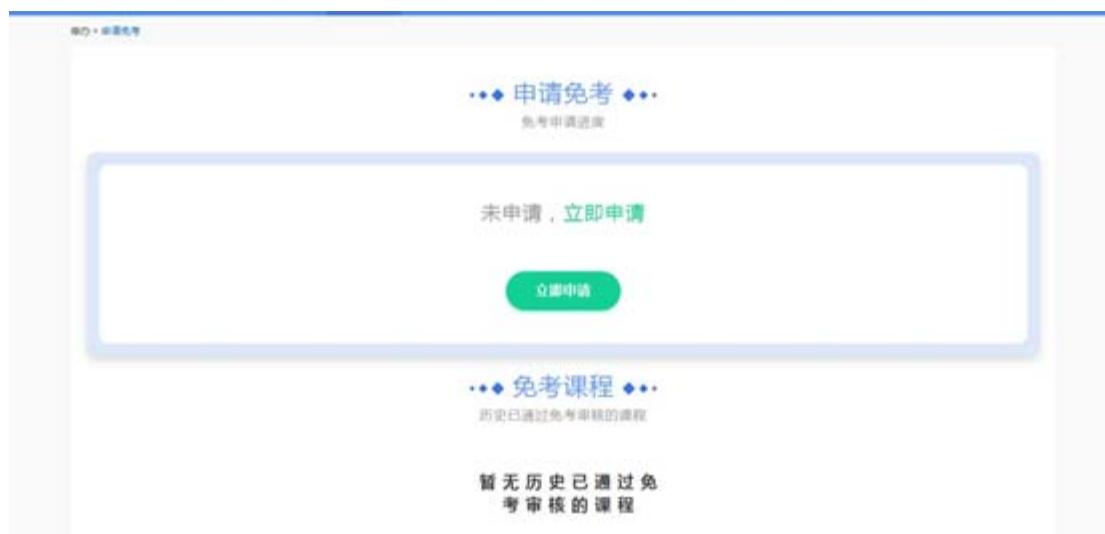 申请免考
免考申请进度
未申请，立即申请
立即申请
免考课程
历史已通过免考审核的课程
暂无历史已通过免
考审核的课程